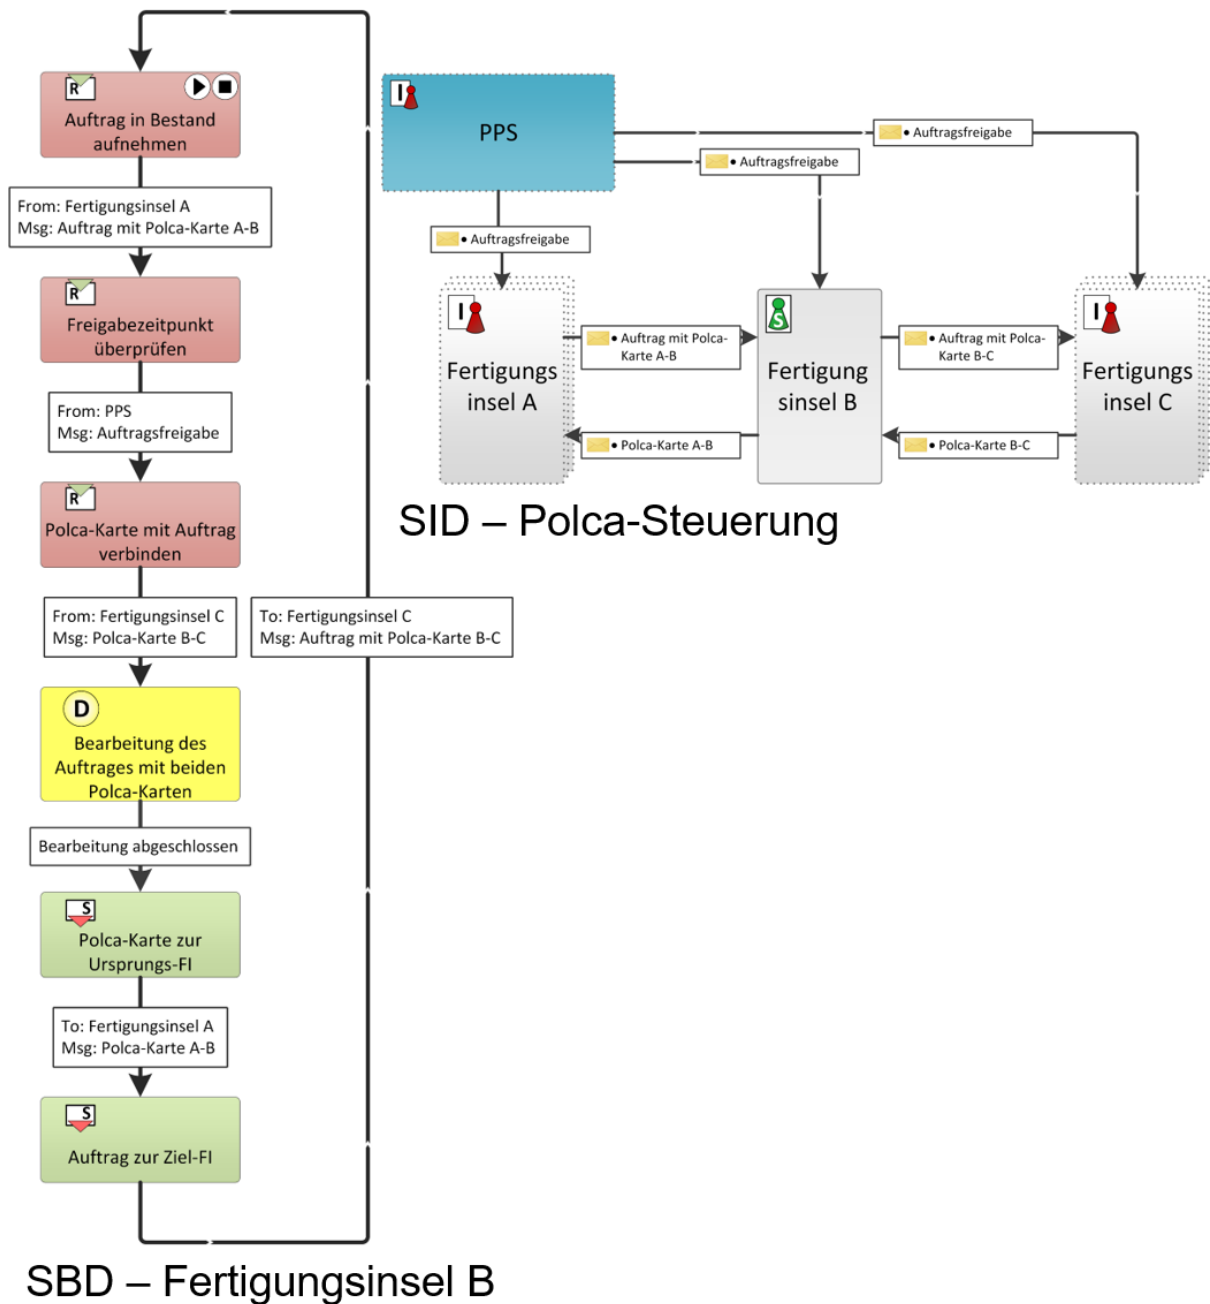 R
Auftrag in Bestand
aufnehmen
From: Fertigungsinsel A
Msg: Auftrag mit Polca-Karte A-B
R
Freigabezeitpunkt
überprüfen
From: PPS
Msg: Auftragsfreigabe
R
Polca-Karte mit Auftrag
verbinden
From: Fertigungsinsel C
Msg: Polca-Karte B-C
D
Bearbeitung des
Auftrages mit beiden
Polca-Karten
Bearbeitung abgeschlossen
S
Polca-Karte zur
Ursprungs-FI
To: Fertigungsinsel A
Msg: Polca-Karte A-B
S
Auftrag zur Ziel-FI
To: Fertigungsinsel C
Msg: Auftrag mit Polca-Karte B-C
SBD – Fertigungsinsel B
I
PPS
• Auftragsfreigabe
• Auftragsfreigabe
• Auftragsfreigabe
I
Fertigungs
insel A
• Auftrag mit Polca-
Karte A-B
• Polca-Karte A-B
S
Fertigung
sinsel B
• Auftrag mit Polca-
Karte B-C
• Polca-Karte B-C
I
Fertigungs
insel C
SID – Polca-Steuerung